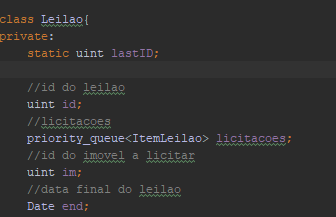 class Leilao{
private:
static uint lastID;
//id do leilao
uint id;
//licitacoes
priority_queue<ItemLeilao> licitacoes;
//id do imovel a licitar
uint im;
//data final do leilao
Date end;